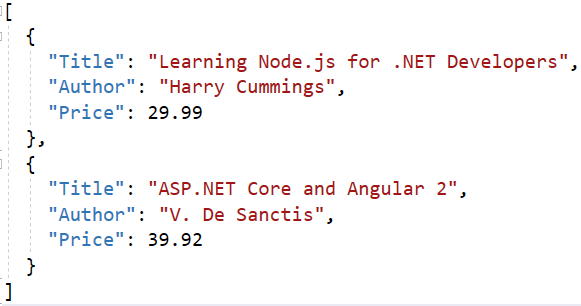 [
{
"Title": "Learning Node.js for .NET Developers",
"Author": "Harry Cummings",
"Price": 29.99
},
{
"Title": "ASP.NET Core and Angular 2",
"Author": "V. De Sanctis",
"Price": 39.92
}
]